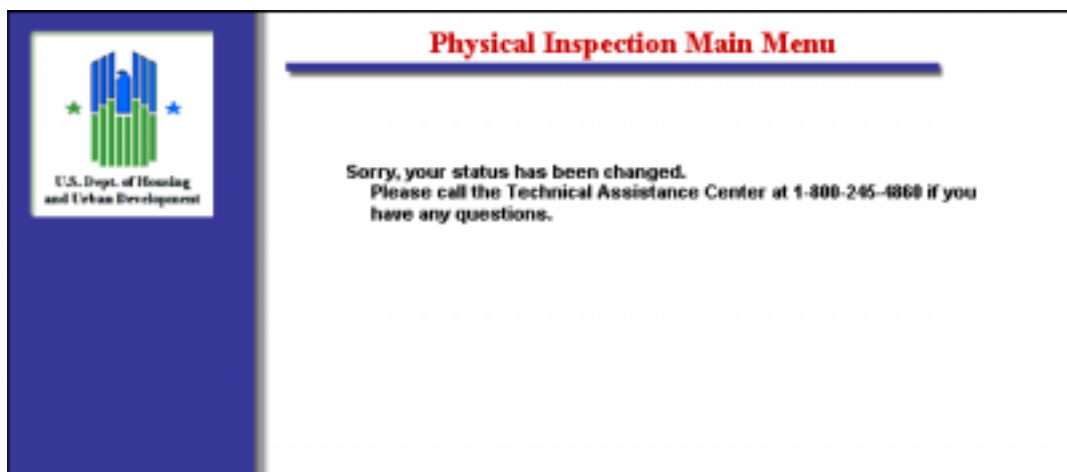 Physical Inspection Main Menu
U.S. Dept. of Housing
and Urban Development
Sorry, your status has been changed.
Please call the Technical Assistance Center at 1-800-245-4860 if you
have any questions.